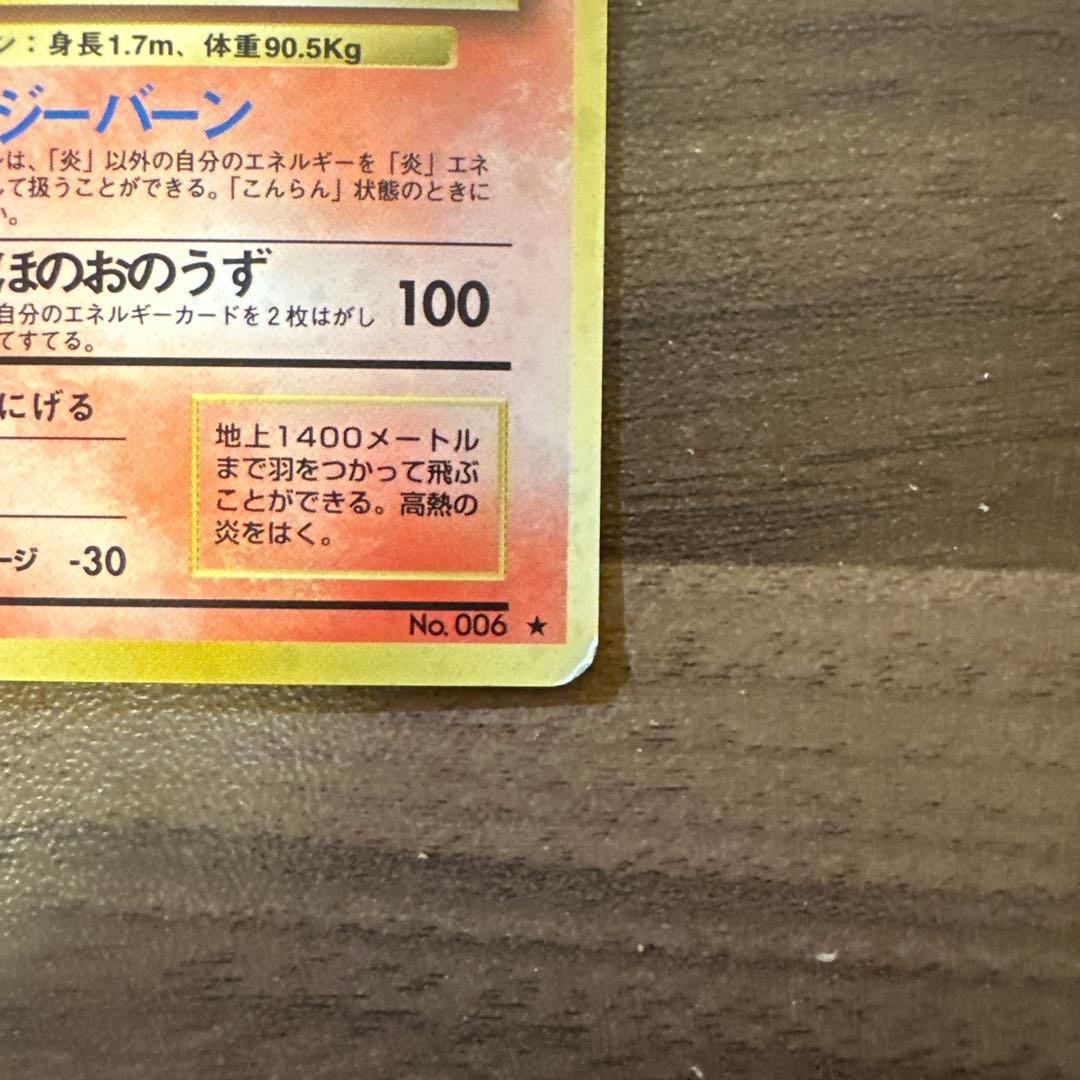 ン：身長1.7m、体重90.5Kg
ジーバーン
は、「炎」以外の自分のエネルギーを「炎」エネ
して扱うことができる。「こんらん」状態のときに
い。
ほのおのうず 100
自分のエネルギーカードを2枚はがし
てすてる。
にげる
地上1400メートル
まで羽をつかって飛ぶ
ことができる。高熱の
炎をはく。
ージ -30
No. 006 ★